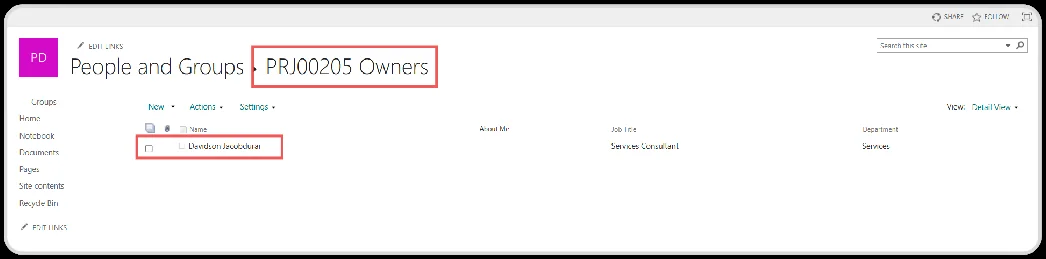 SHARE FOLLOW
PD
EDIT LINKS
Search this site
People and Groups › PRJ00205 Owners
Groups
Home
Notebook
Documents
Pages
Site contents
Recycle Bin
EDIT LINKS
New Actions Settings View: Detail View
Name About Me Job Title Department
Davidson Jacobdurai Services Consultant Services